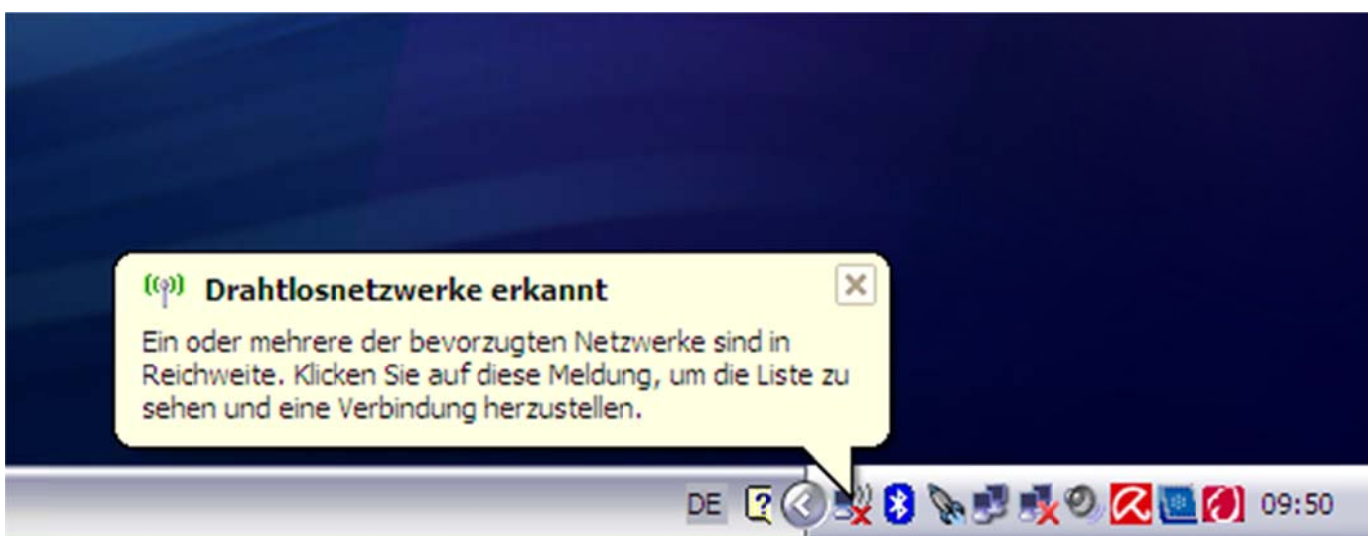 Drahtlosnetzwerke erkannt
Ein oder mehrere der bevorzugten Netzwerke sind in
Reichweite. Klicken Sie auf diese Meldung, um die Liste zu
sehen und eine Verbindung herzustellen.
DE ? 09:50